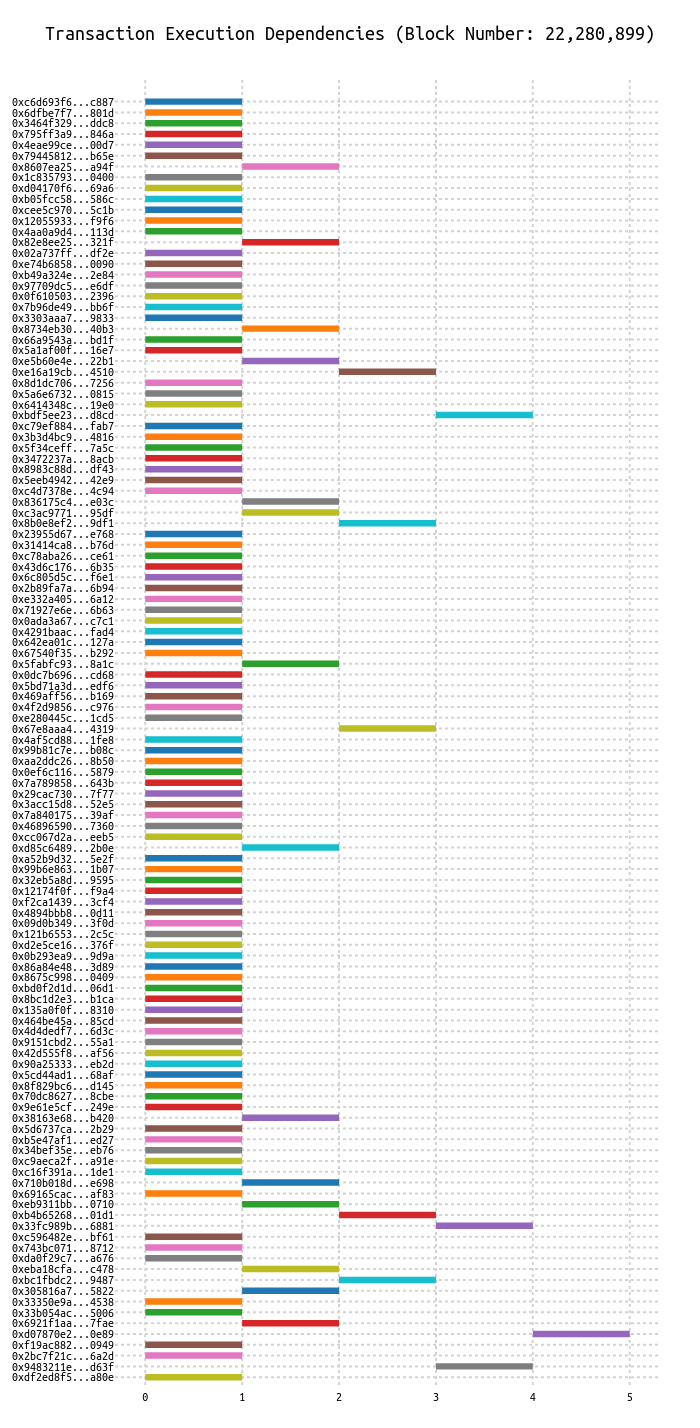 Transaction Execution Dependencies (Block Number: 22,280,899)
0xc6d693f6...c887
0x6dfbe7f7...801d
0x3464f329...ddc8
0x795ff3a9...846a
0x4eae99ce...00d7
0x79445812...b65e
0x8607ea25...a94f
0x1c835793...0400
0xd04170f6...69a6
0xb05fcc58...586c
0xcee5c970...5c1b
0x12055933...f9f6
0x4aa0a9d4...113d
0x82e8ee25...321f
0x02a737ff...df2e
0xe74b6858...0090
0xb49a324e...2e84
0x97709dc5...e6df
0x0f610503...2396
0x7b96de49...bb6f
0x3303aaa7...9833
0x8734eb30...40b3
0x66a9543a...bd1f
0x5a1af00f...16e7
0xe5b60e4e...22b1
0xe16a19cb...4510
0x8d1dc706...7256
0x5a6e6732...0815
0x6414348c...19e0
0xbdf5ee23...d8cd
0xc79ef884...fab7
0x3b3d4bc9...4816
0x5f34ceff...7a5c
0x3472237a...8acb
0x8983c88d...df43
0x5eeb4942...42e9
0xc4d7378e...4c94
0x836175c4...e03c
0xc3ac9771...95df
0x8b0e8ef2...9df1
0x23955d67...e768
0x31414ca8...b76d
0xc78aba26...ce61
0x43d6c176...6b35
0x6c805d5c...f6e1
0x2b89fa7a...6b94
0xe332a405...6a12
0x71927e6e...6b63
0x0ada3a67...c7c1
0x4291baac...fad4
0x642ea01c...127a
0x67540f35...b292
0x5fabfc93...8a1c
0x0dc7b696...cd68
0x5bd71a3d...edf6
0x469aff56...b169
0x4f2d9856...c976
0xe280445c...1cd5
0x67e8aaa4...4319
0x4af5cd88...1fe8
0x99b81c7e...b08c
0xaa2ddc26...8b50
0x0ef6c116...5879
0x7a789858...643b
0x29cac730...7f77
0x3acc15d8...52e5
0x7a840175...39af
0x46896590...7360
0xcc067d2a...eeb5
0xd85c6489...2b0e
0xa52b9d32...5e2f
0x99b6e863...1b07
0x32eb5a8d...9595
0x12174f0f...f9a4
0xf2ca1439...3cf4
0x4894bbb8...0d11
0x09d0b349...3f0d
0x121b6553...2c5c
0xd2e5ce16...376f
0x0b293ea9...9d9a
0x86a84e48...3d89
0x8675c998...0409
0xbd0f2d1d...06d1
0x8bc1d2e3...b1ca
0x135a0f0f...8310
0x464be45a...85cd
0x4d4dedf7...6d3c
0x9151cbd2...55a1
0x42d555f8...af56
0x90a25333...eb2d
0x5cd44ad1...68af
0x8f829bc6...d145
0x70dc8627...8cbe
0x9e61e5cf...249e
0x38163e68...b420
0x5d6737ca...2b29
0xb5e47af1...ed27
0x34bef35e...eb76
0xc9aeca2f...a91e
0xc16f391a...1de1
0x710b018d...e698
0x69165cac...af83
0xeb9311bb...0710
0xb4b65268...01d1
0x33fc989b...6881
0xc596482e...bf61
0x743bc071...8712
0xda0f29c7...a676
0xeba18cfa...c478
0xbc1fbdc2...9487
0x305816a7...5822
0x33350e9a...4538
0x33b054ac...5006
0x6921f1aa...7fae
0xd07870e2...0e89
0xf19ac882...0949
0x2bc7f21c...6a2d
0x9483211e...d63f
0xdf2ed8f5...a80e
0 1 2 3 4 5